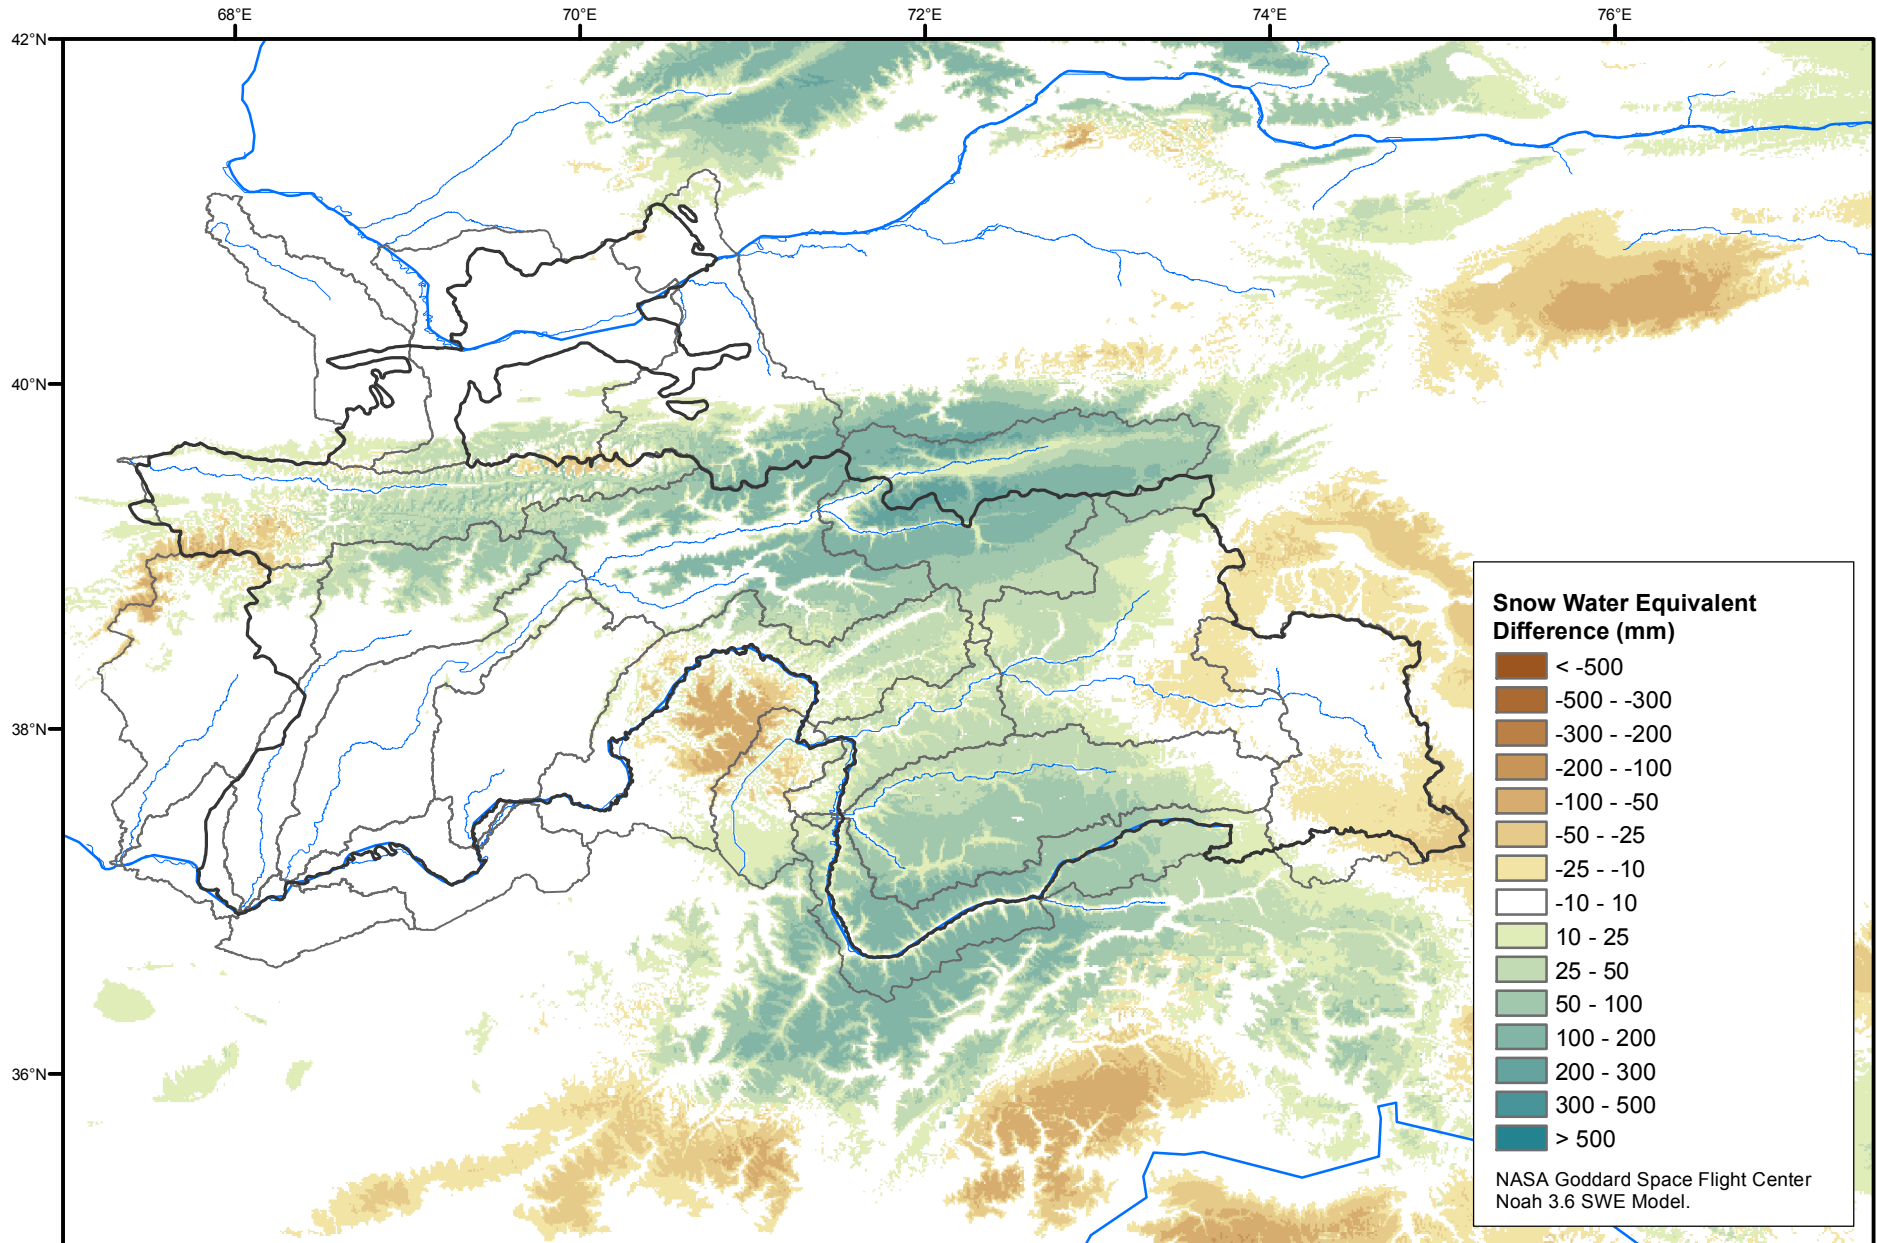 68°E 70°E 72°E 74°E 76°E
42°N
40°N
38°N
36°N
Snow Water Equivalent
Difference (mm)
< -500
-500 - -300
-300 - -200
-200 - -100
-100 - -50
-50 - -25
-25 - -10
-10 - 10
10 - 25
25 - 50
50 - 100
100 - 200
200 - 300
300 - 500
> 500
NASA Goddard Space Flight Center
Noah 3.6 SWE Model.